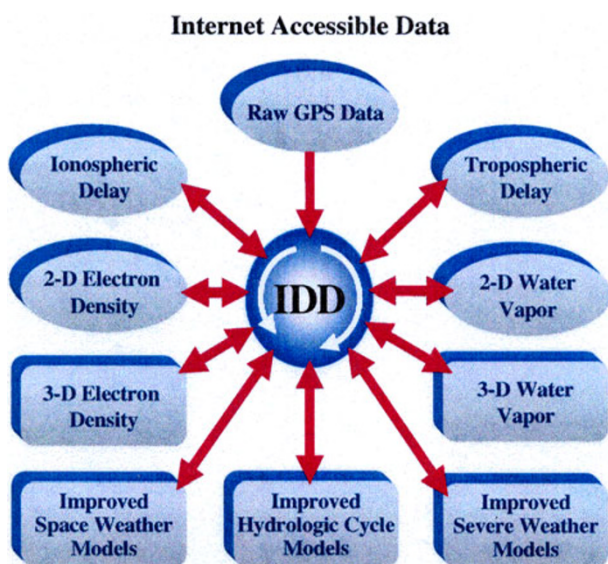 Internet Accessible Data
Raw GPS Data
Ionospheric
Delay
Tropospheric
Delay
2-D Electron
Density
IDD
2-D Water
Vapor
3-D Electron
Density
3-D Water
Vapor
Improved
Space Weather
Models
Improved
Hydrologic Cycle
Models
Improved
Severe Weather
Models